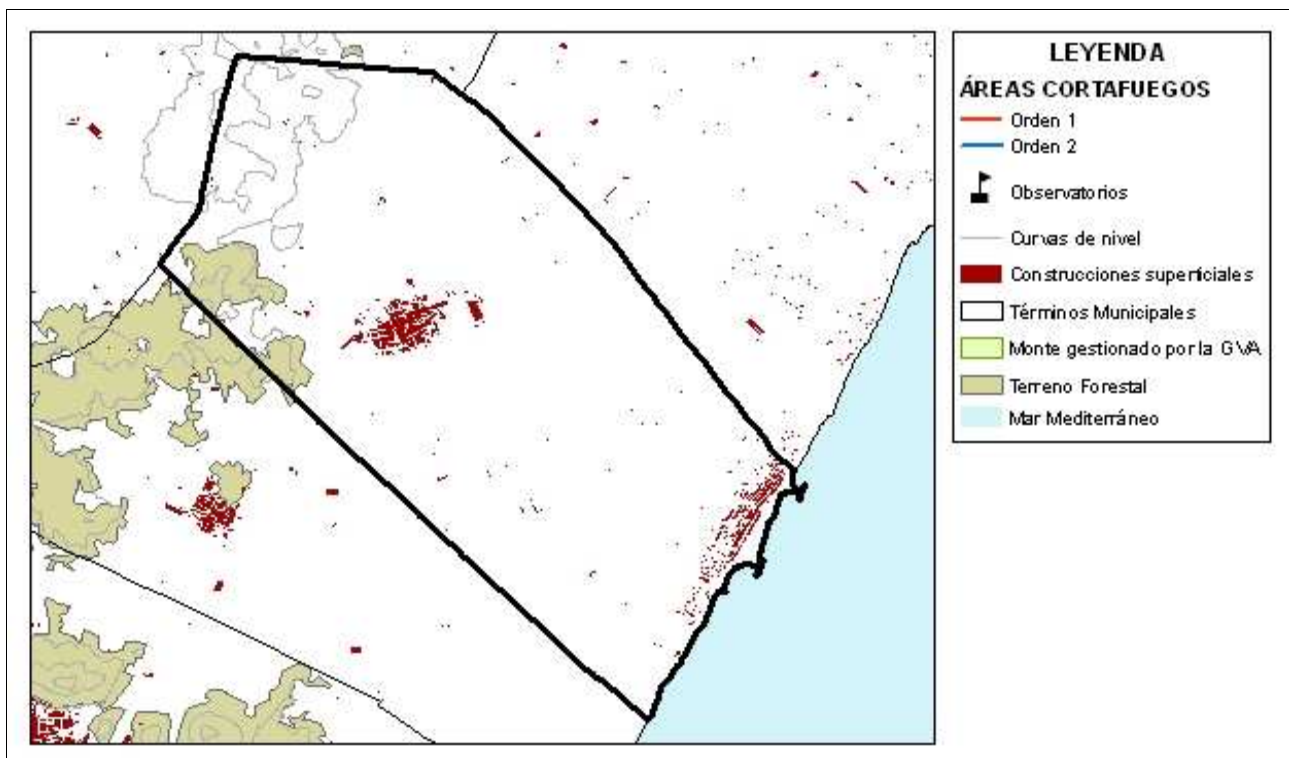 LEYENDA
ÁREAS CORTAFUEGOS
Orden 1
Orden 2
Observatorios
Curvas de nivel
Construcciones superficiales
Términos Municipales
Monte gestionado por la GVA
Terreno Forestal
Mar Mediterráneo